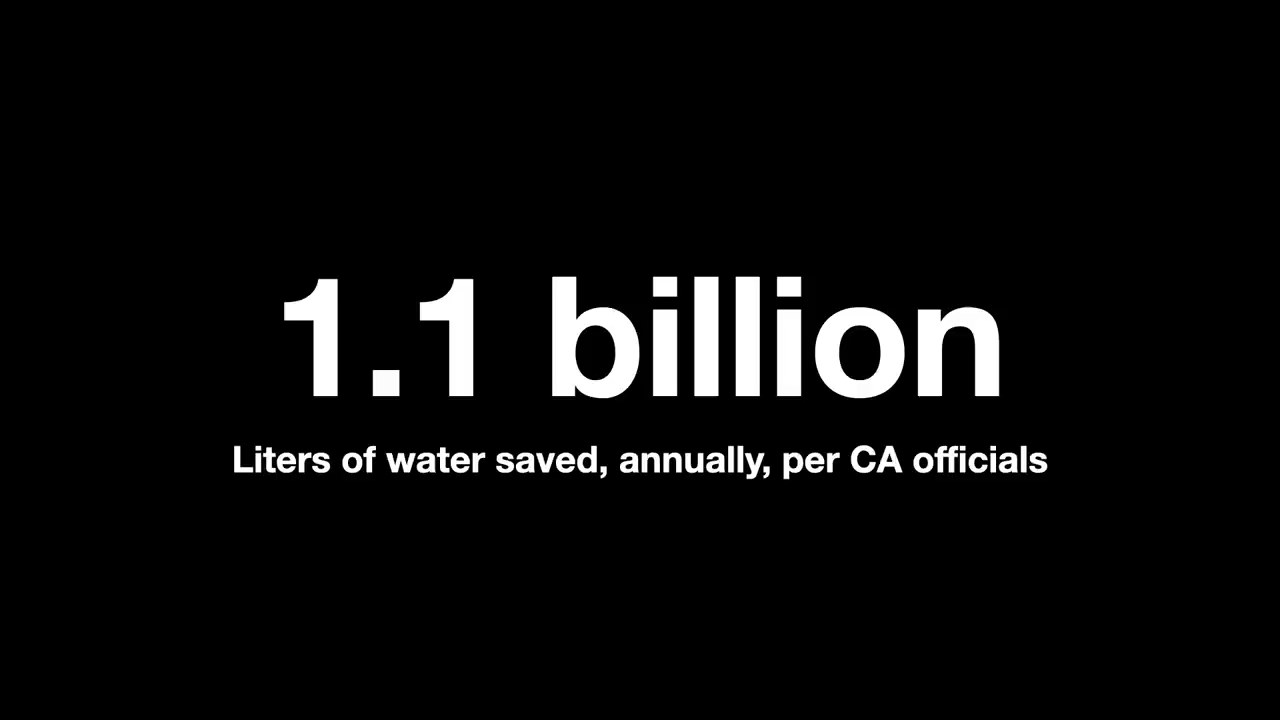 1.1 billion
Liters of water saved, annually, per CA officials